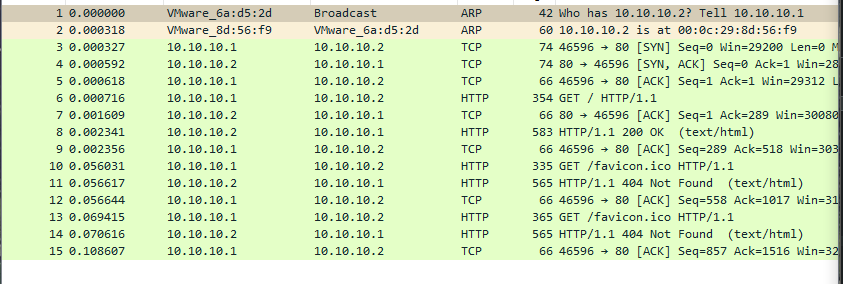 1 0.000000 VMware_6a:d5:2d Broadcast ARP 42 Who has 10.10.10.2? Tell 10.10.10.1
2 0.000318 VMware_8d:56:f9 VMware_6a:d5:2d ARP 60 10.10.10.2 is at 00:0c:29:8d:56:f9
3 0.000327 10.10.10.1 10.10.10.2 TCP 74 46596 → 80 [SYN] Seq=0 Win=29200 Len=0 M
4 0.000592 10.10.10.2 10.10.10.1 TCP 74 80 → 46596 [SYN, ACK] Seq=0 Ack=1 Win=28
5 0.000618 10.10.10.1 10.10.10.2 TCP 66 46596 → 80 [ACK] Seq=1 Ack=1 Win=29312 L
6 0.000716 10.10.10.1 10.10.10.2 HTTP 354 GET / HTTP/1.1
7 0.001609 10.10.10.2 10.10.10.1 TCP 66 80 → 46596 [ACK] Seq=1 Ack=289 Win=30080
8 0.002341 10.10.10.2 10.10.10.1 HTTP 583 HTTP/1.1 200 OK (text/html)
9 0.002356 10.10.10.1 10.10.10.2 TCP 66 46596 → 80 [ACK] Seq=289 Ack=518 Win=303
10 0.056031 10.10.10.1 10.10.10.2 HTTP 335 GET /favicon.ico HTTP/1.1
11 0.056617 10.10.10.2 10.10.10.1 HTTP 565 HTTP/1.1 404 Not Found (text/html)
12 0.056644 10.10.10.1 10.10.10.2 TCP 66 46596 → 80 [ACK] Seq=558 Ack=1017 Win=31
13 0.069415 10.10.10.1 10.10.10.2 HTTP 365 GET /favicon.ico HTTP/1.1
14 0.070616 10.10.10.2 10.10.10.1 HTTP 565 HTTP/1.1 404 Not Found (text/html)
15 0.108607 10.10.10.1 10.10.10.2 TCP 66 46596 → 80 [ACK] Seq=857 Ack=1516 Win=32